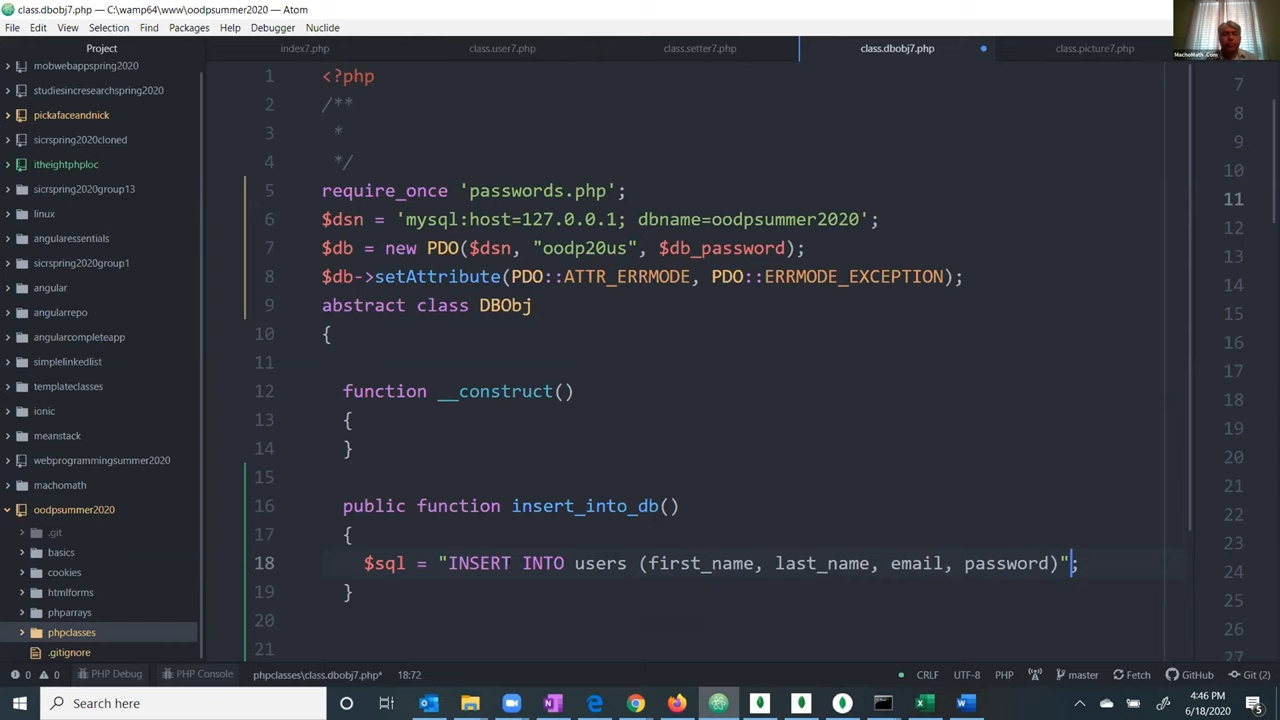 class.dbobj7.php — C:\wamp64\www\oodpsummer2020 — Atom
File Edit View Selection Find Packages Help Debugger Nuclide
MachoMath_Com
Project
index7.php class.user7.php class.setter7.php class.dbobj7.php class.picture7.php
mobwebappspring2020
studiesincresearchspring2020
pickafaceandnick
sicrspring2020cloned
itheightphploc
sicrspring2020group13
linux
angularessentials
sicrspring2020group1
angular
angularrepo
angularcompleteapp
simplelinkedlist
templateclasses
ionic
meanstack
webprogrammingsummer2020
machomath
oodpsummer2020
.git
basics
cookies
htmlforms
phparrays
phpclasses
.gitignore
1 <?php
2 /**
3 *
4 */
5 require_once 'passwords.php';
6 $dsn = 'mysql:host=127.0.0.1; dbname=oodpsummer2020';
7 $db = new PDO($dsn, "oodp20us", $db_password);
8 $db->setAttribute(PDO::ATTR_ERRMODE, PDO::ERRMODE_EXCEPTION);
9 abstract class DBObj
10 {
11
12 function __construct()
13 {
14 }
15
16 public function insert_into_db()
17 {
18 $sql = "INSERT INTO users (first_name, last_name, email, password)";
19 }
20
21
7
8
9
10
11
12
13
14
15
16
17
18
19
20
21
22
23
24
25
26
27
0 0 PHP Debug PHP Console phpclasses\class.dbobj7.php* 18:72 CRLF UTF-8 PHP master Fetch GitHub Git (2)
Search here
4:46 PM
6/18/2020
5